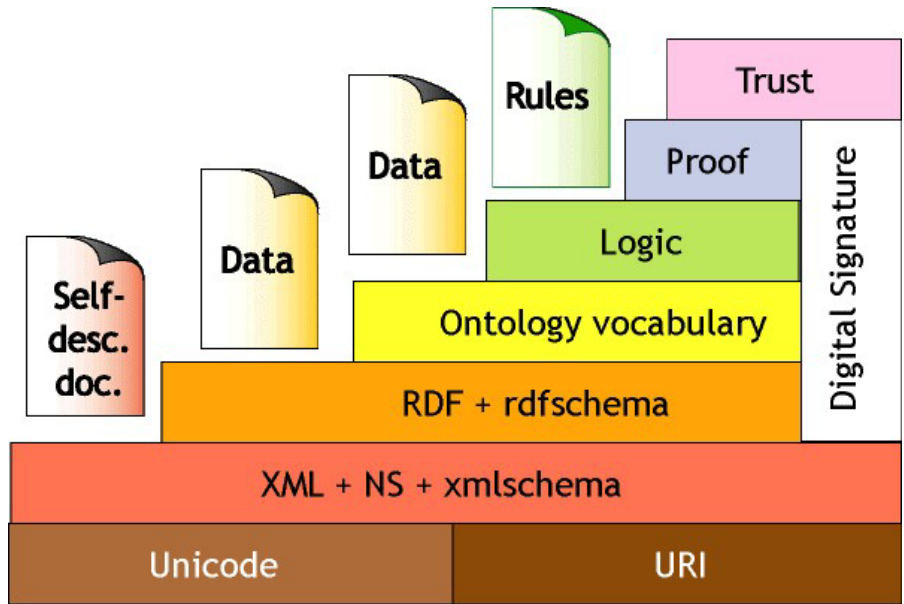 Rules
Trust
Data
Proof
Data
Logic
Self-
desc.
doc.
Ontology vocabulary
Digital Signature
RDF + rdfschema
XML + NS + xmlschema
Unicode
URI